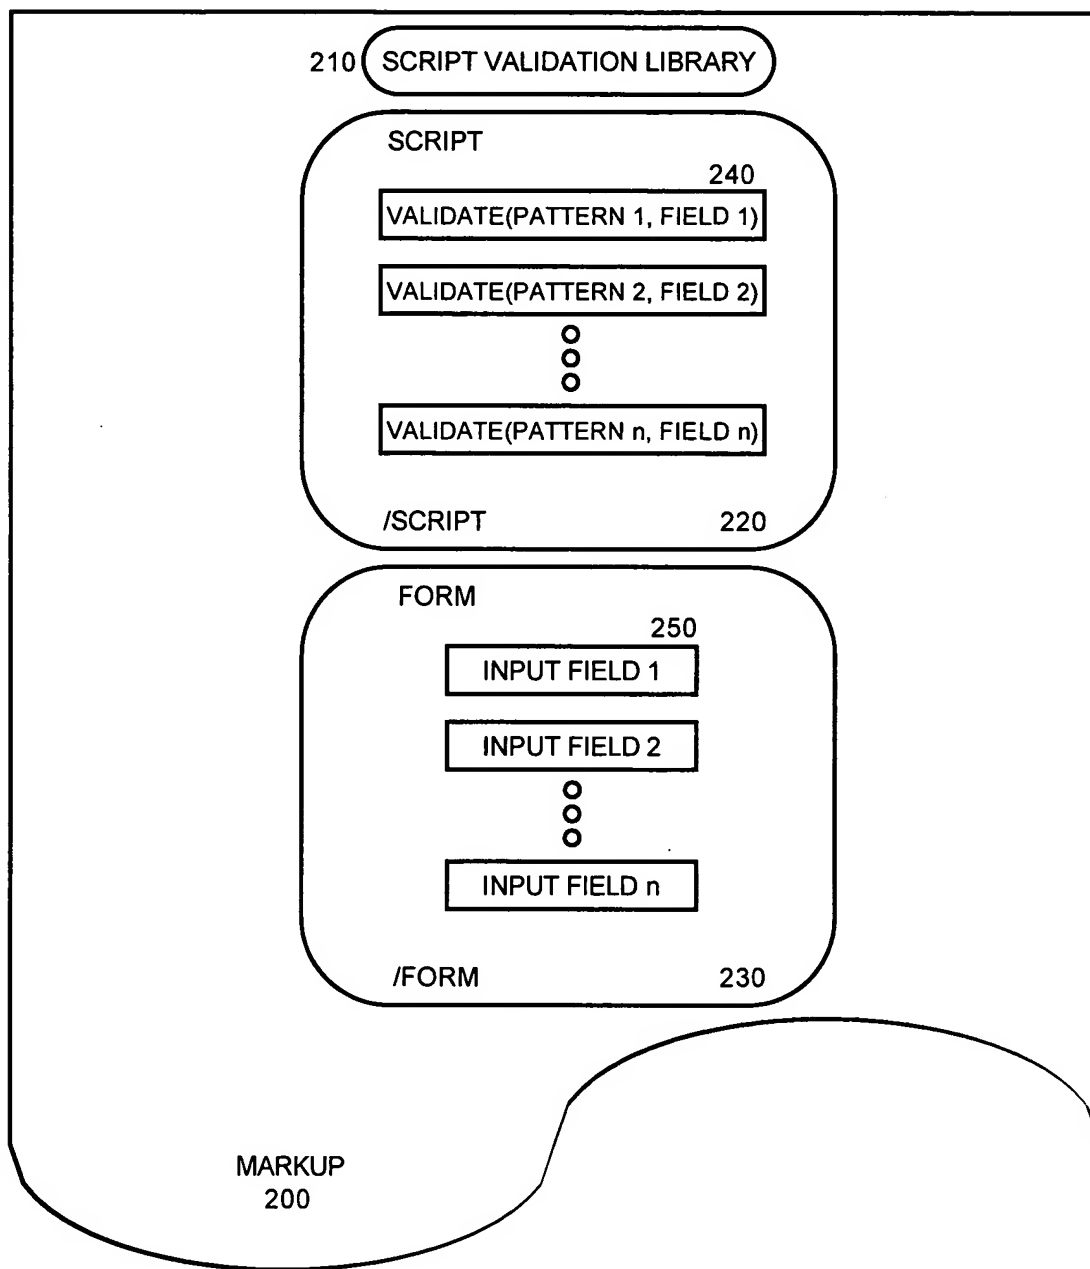 210 SCRIPT VALIDATION LIBRARY
SCRIPT
240
VALIDATE(PATTERN 1, FIELD 1)
VALIDATE(PATTERN 2, FIELD 2)
VALIDATE(PATTERN n, FIELD n)
/SCRIPT 220
FORM
250
INPUT FIELD 1
INPUT FIELD 2
INPUT FIELD n
/FORM 230
MARKUP
200